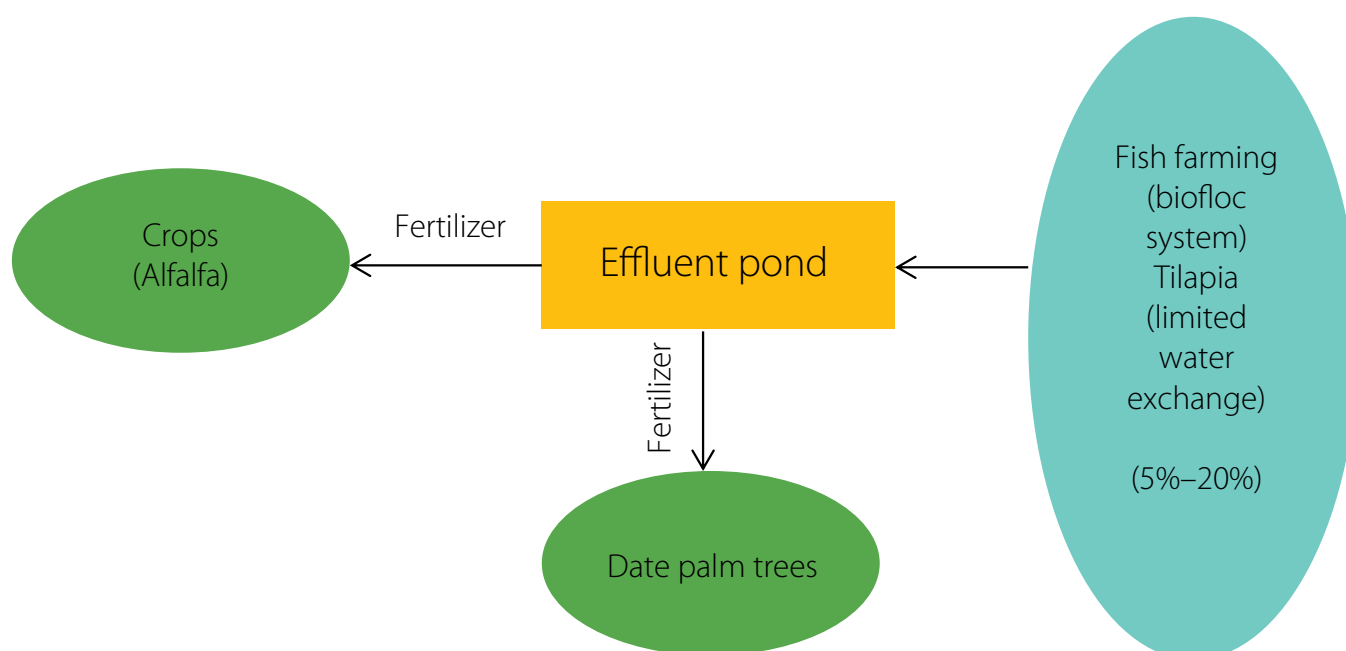 Crops
(Alfalfa)
Fertilizer
Effluent pond
Fertilizer
Date palm trees
Fish farming
(biofloc
system)
Tilapia
(limited
water
exchange)
(5%–20%)